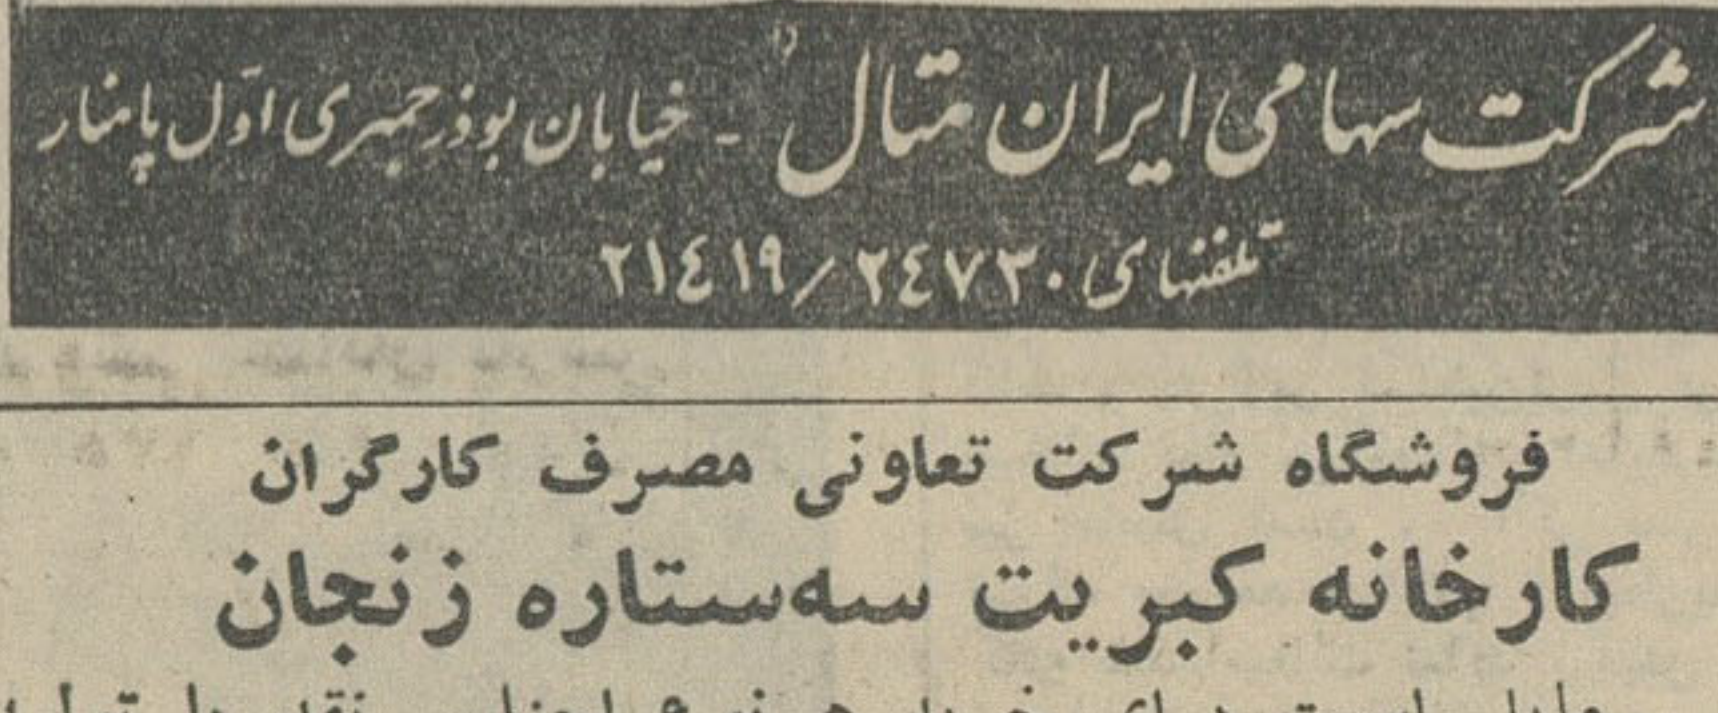 شرکت سهامی ایران متال - خیابان بوذرجمهری اول پامنار
تلفنهای ۲۴۷۳۰ / ۲۱۴۱۹
فروشگاه شرکت تعاونی مصرف کارگران
کارخانه کبریت سه‌ستاره زنجان